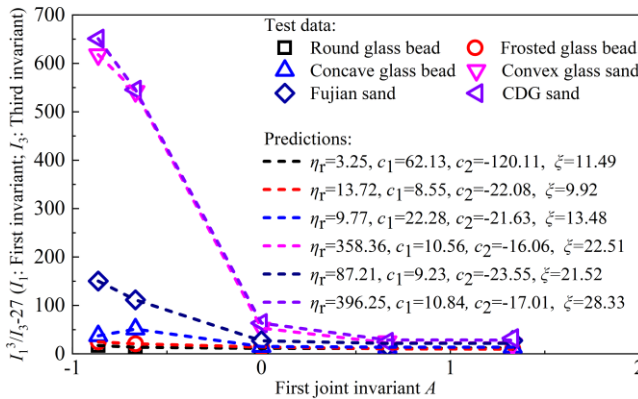 I₁³/I₃-27 (I₁: First invariant; I₃: Third invariant)
700
600
500
400
300
200
100
0
-1
0
1
2
First joint invariant A
Test data:
Round glass bead
Frosted glass bead
Concave glass bead
Convex glass sand
Fujian sand
CDG sand
Predictions:
ηr=3.25, c1=62.13, c2=-120.11, ξ=11.49
ηr=13.72, c1=8.55, c2=-22.08, ξ=9.92
ηr=9.77, c1=22.28, c2=-21.63, ξ=13.48
ηr=358.36, c1=10.56, c2=-16.06, ξ=22.51
ηr=87.21, c1=9.23, c2=-23.55, ξ=21.52
ηr=396.25, c1=10.84, c2=-17.01, ξ=28.33